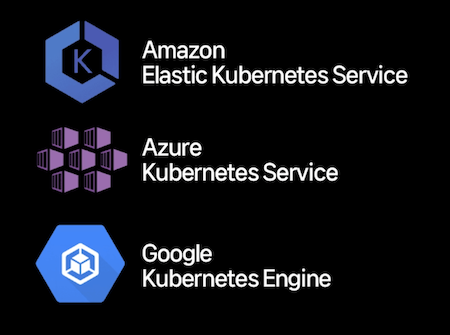 K
Amazon
Elastic Kubernetes Service
Azure
Kubernetes Service
Google
Kubernetes Engine